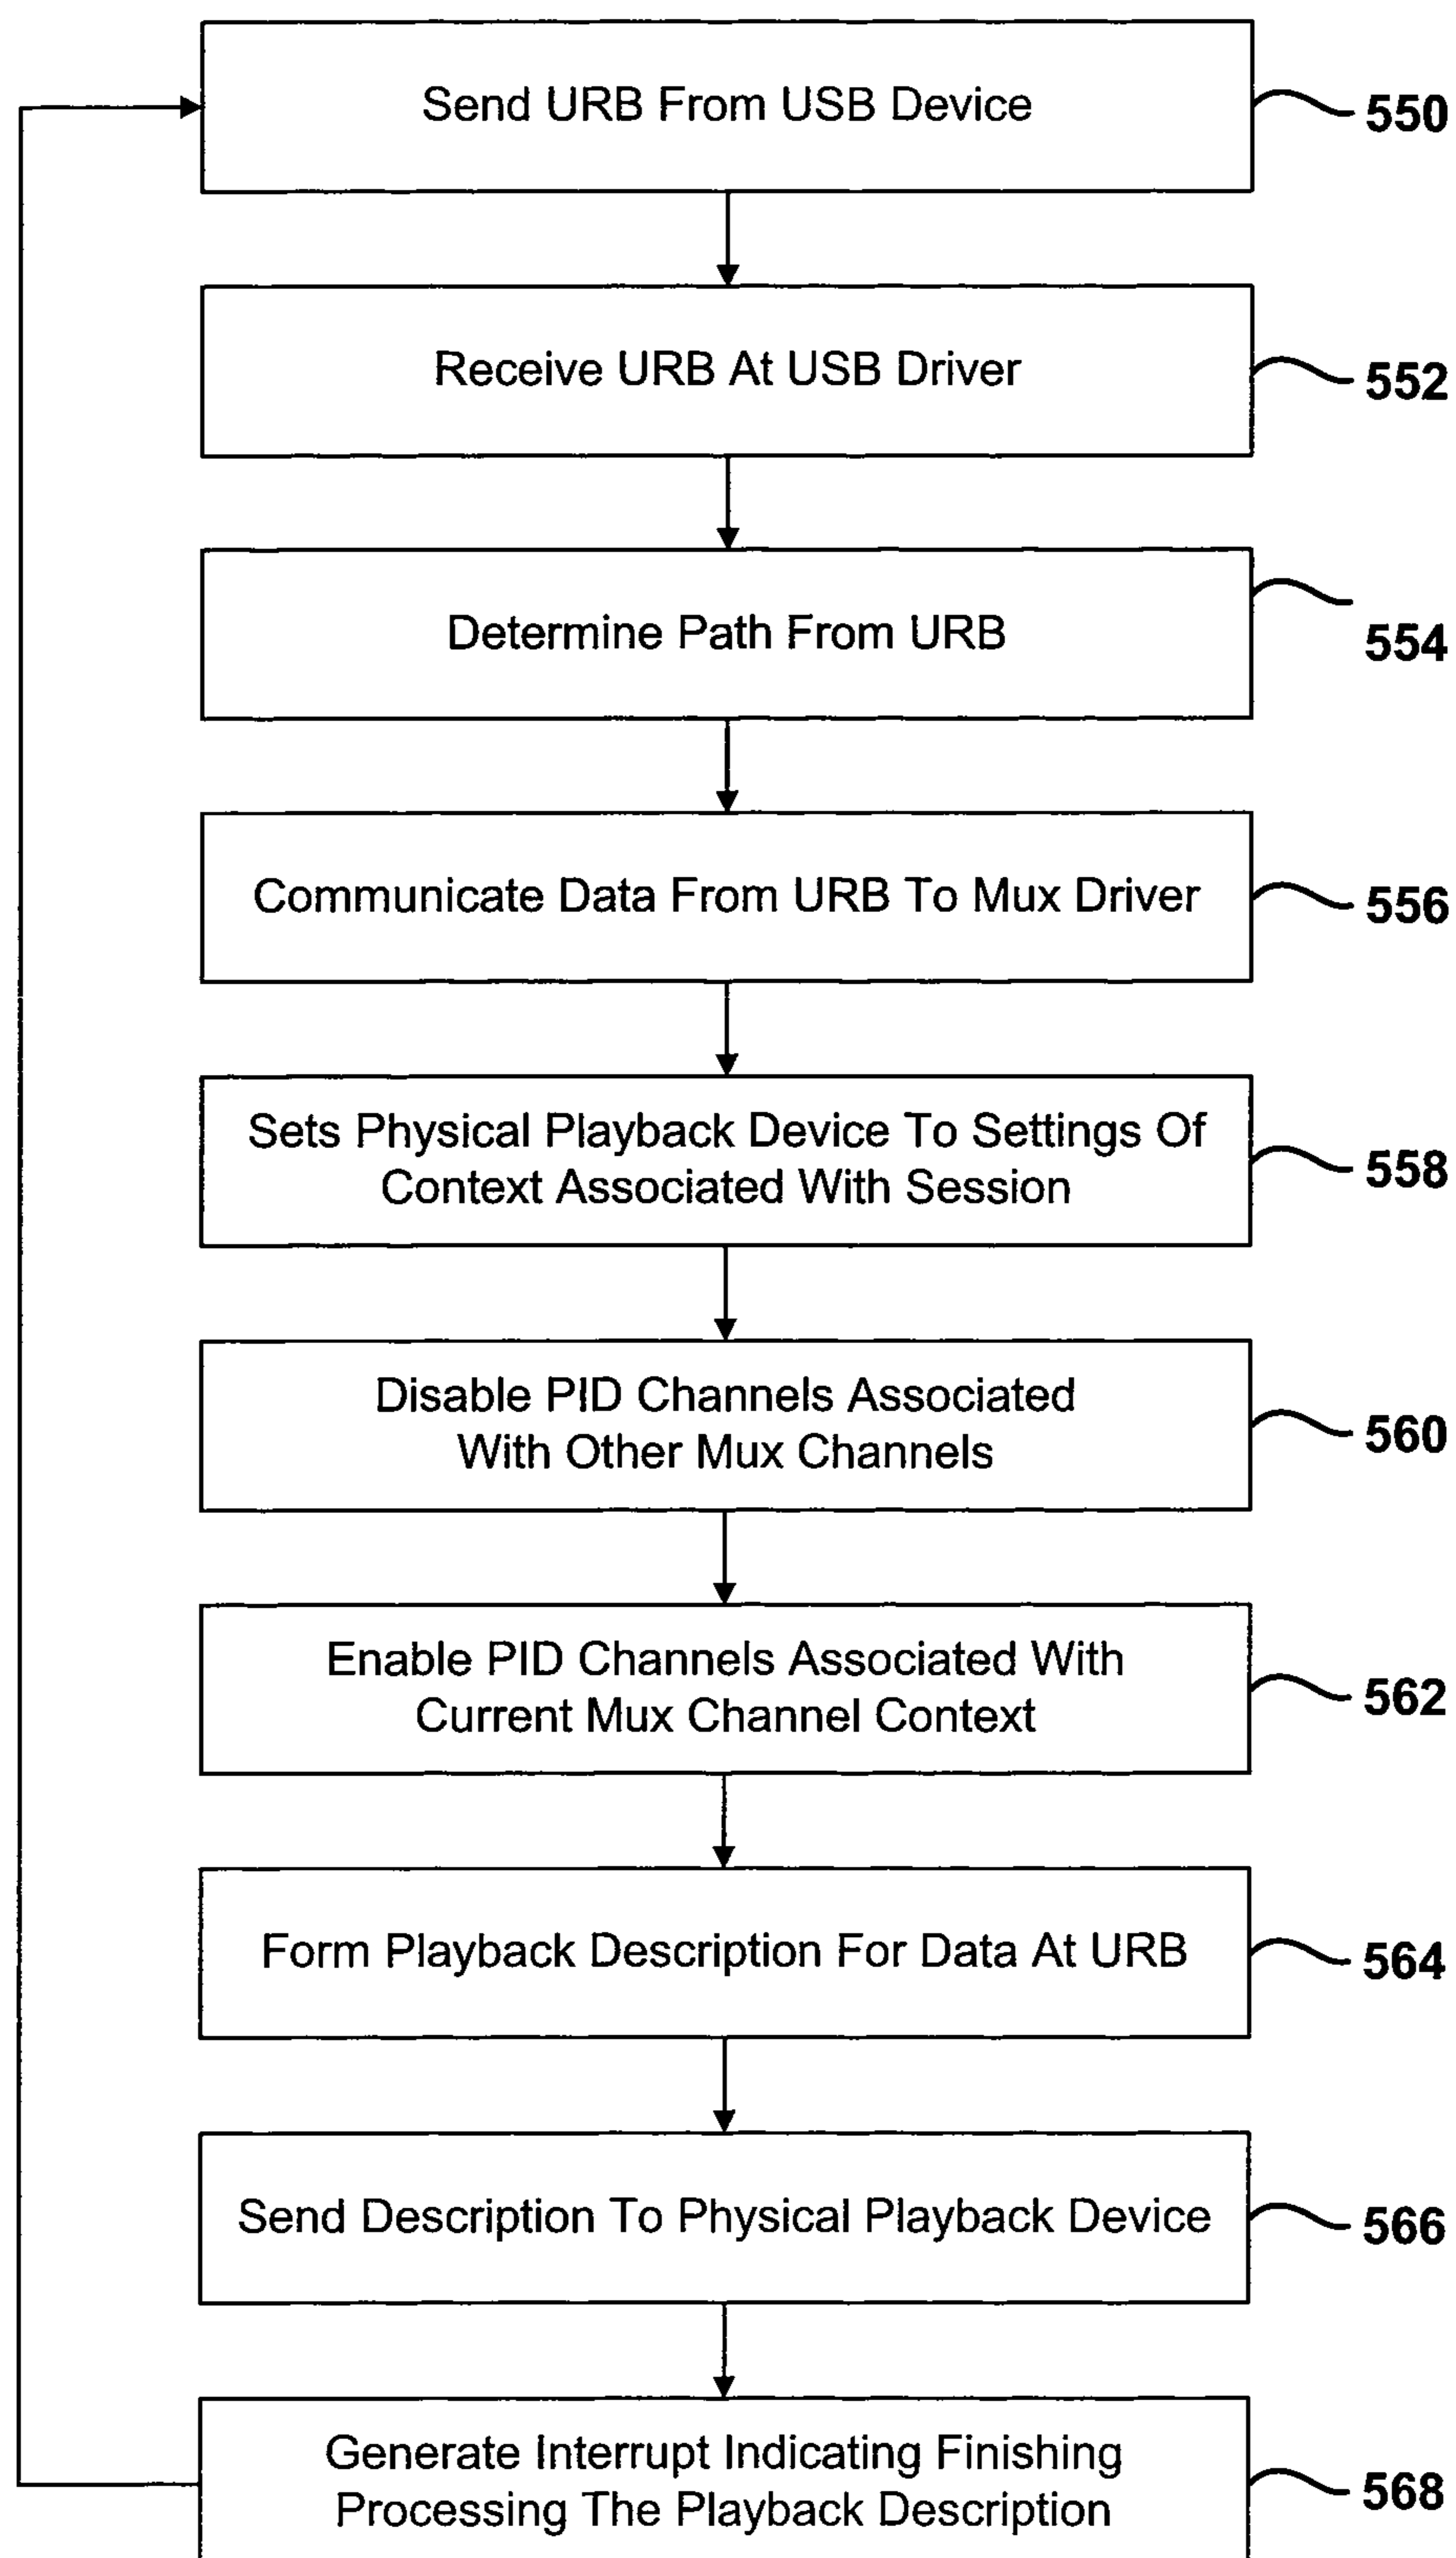 Send URB From USB Device
550
Receive URB At USB Driver
552
Determine Path From URB
554
Communicate Data From URB To Mux Driver
556
Sets Physical Playback Device To Settings Of
Context Associated With Session
558
Disable PID Channels Associated
With Other Mux Channels
560
Enable PID Channels Associated With
Current Mux Channel Context
562
Form Playback Description For Data At URB
564
Send Description To Physical Playback Device
566
Generate Interrupt Indicating Finishing
Processing The Playback Description
568